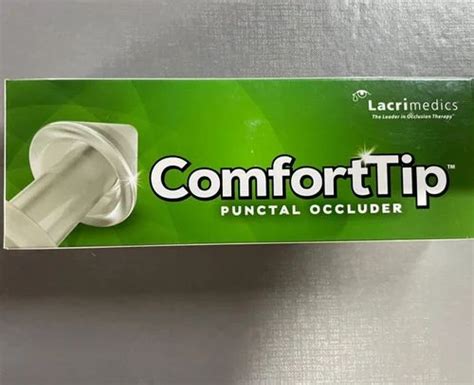 Lacrimedics
The Leader in Occlusion Therapy®
ComfortTip™
PUNCTAL OCCLUDER